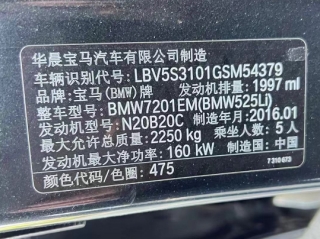 华晨宝马汽车有限公司制造
车辆识别代号: LBV5S3101GSM54379
品牌: 宝马(BMW)牌 发动机排量: 1997 ml
整车型号: BMW7201EM(BMW525Li)
发动机型号: N20B20C 制造年月: 2016.01
最大允许总质量: 2250 kg 乘坐人数: 5人
发动机最大净功率: 160 kW 制造国: 中国
颜色代码/色圈: 475
7 310 673